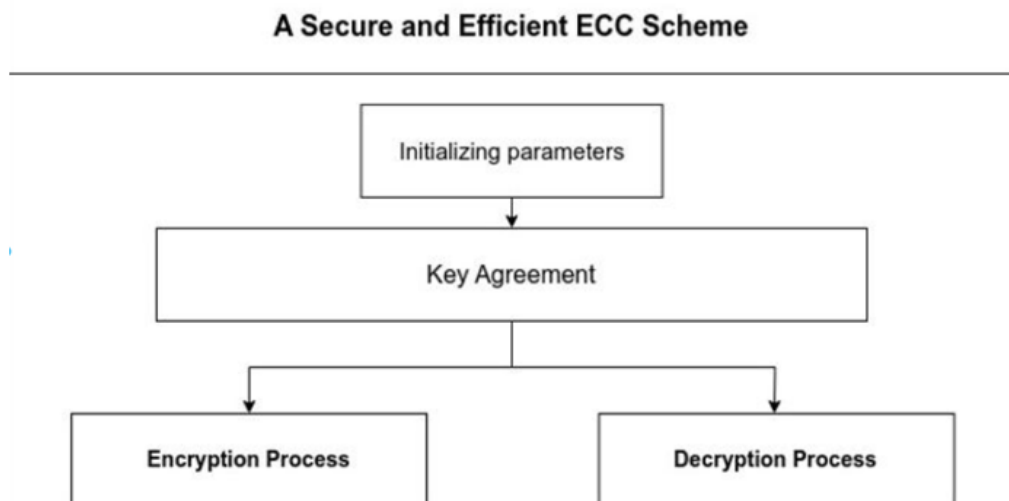 A Secure and Efficient ECC Scheme
Initializing parameters
Key Agreement
Encryption Process
Decryption Process